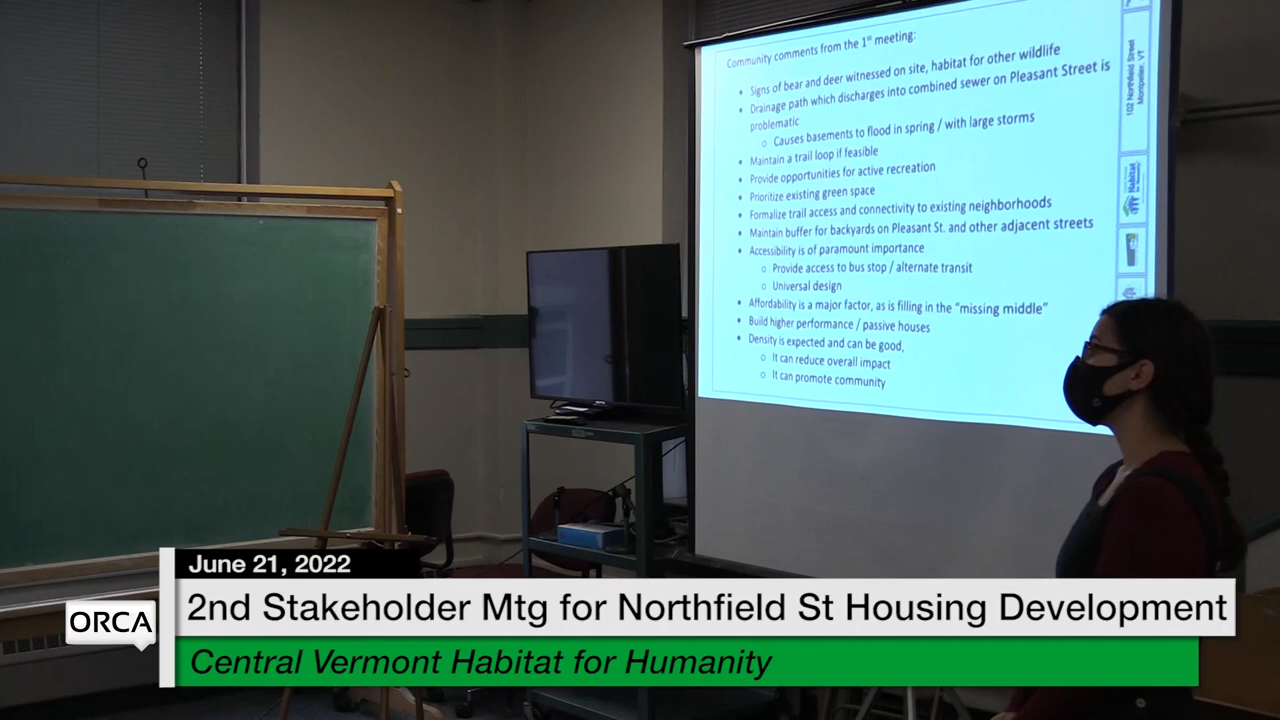 Community comments from the 1st meeting:
• Signs of bear and deer witnessed on site, habitat for other wildlife
• Drainage path which discharges into combined sewer on Pleasant Street is
problematic
o Causes basements to flood in spring / with large storms
• Maintain a trail loop if feasible
• Provide opportunities for active recreation
• Prioritize existing green space
• Formalize trail access and connectivity to existing neighborhoods
• Maintain buffer for backyards on Pleasant St. and other adjacent streets
• Accessibility is of paramount importance
o Provide access to bus stop / alternate transit
o Universal design
• Affordability is a major factor, as is filling in the “missing middle”
• Build higher performance / passive houses
• Density is expected and can be good,
o It can reduce overall impact
o It can promote community
102 Northfield Street
Montpelier, VT
Habitat
June 21, 2022
ORCA
2nd Stakeholder Mtg for Northfield St Housing Development
Central Vermont Habitat for Humanity